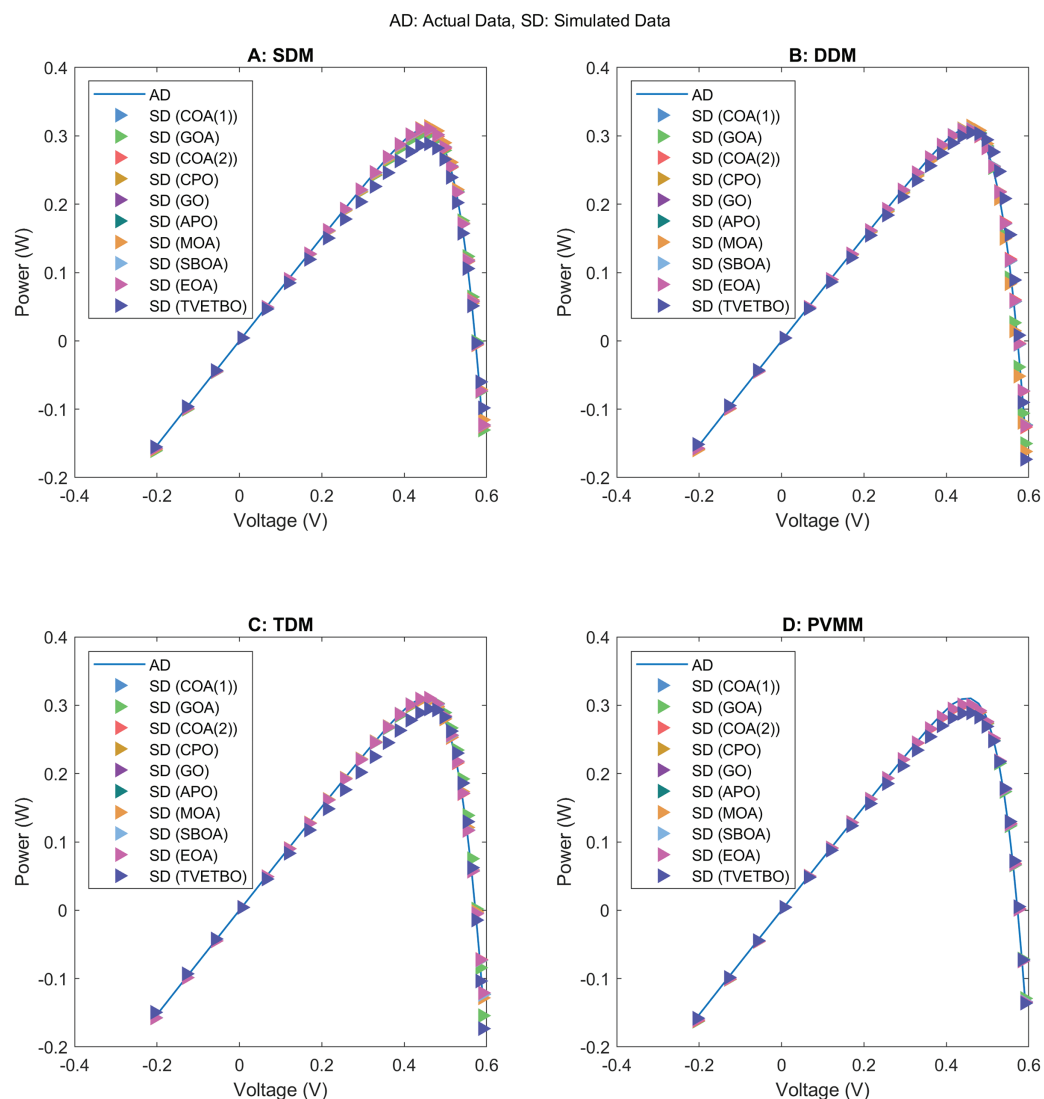 AD: Actual Data, SD: Simulated Data
A: SDM
0.4
0.3
0.2
0.1
0
-0.1
-0.2
Power (W)
AD
SD (COA(1))
SD (GOA)
SD (COA(2))
SD (CPO)
SD (GO)
SD (APO)
SD (MOA)
SD (SBOA)
SD (EOA)
SD (TVETBO)
-0.4 -0.2 0 0.2 0.4 0.6
Voltage (V)
B: DDM
0.4
0.3
0.2
0.1
0
-0.1
-0.2
Power (W)
AD
SD (COA(1))
SD (GOA)
SD (COA(2))
SD (CPO)
SD (GO)
SD (APO)
SD (MOA)
SD (SBOA)
SD (EOA)
SD (TVETBO)
-0.4 -0.2 0 0.2 0.4 0.6
Voltage (V)
C: TDM
0.4
0.3
0.2
0.1
0
-0.1
-0.2
Power (W)
AD
SD (COA(1))
SD (GOA)
SD (COA(2))
SD (CPO)
SD (GO)
SD (APO)
SD (MOA)
SD (SBOA)
SD (EOA)
SD (TVETBO)
-0.4 -0.2 0 0.2 0.4 0.6
Voltage (V)
D: PVMM
0.4
0.3
0.2
0.1
0
-0.1
-0.2
Power (W)
AD
SD (COA(1))
SD (GOA)
SD (COA(2))
SD (CPO)
SD (GO)
SD (APO)
SD (MOA)
SD (SBOA)
SD (EOA)
SD (TVETBO)
-0.4 -0.2 0 0.2 0.4 0.6
Voltage (V)